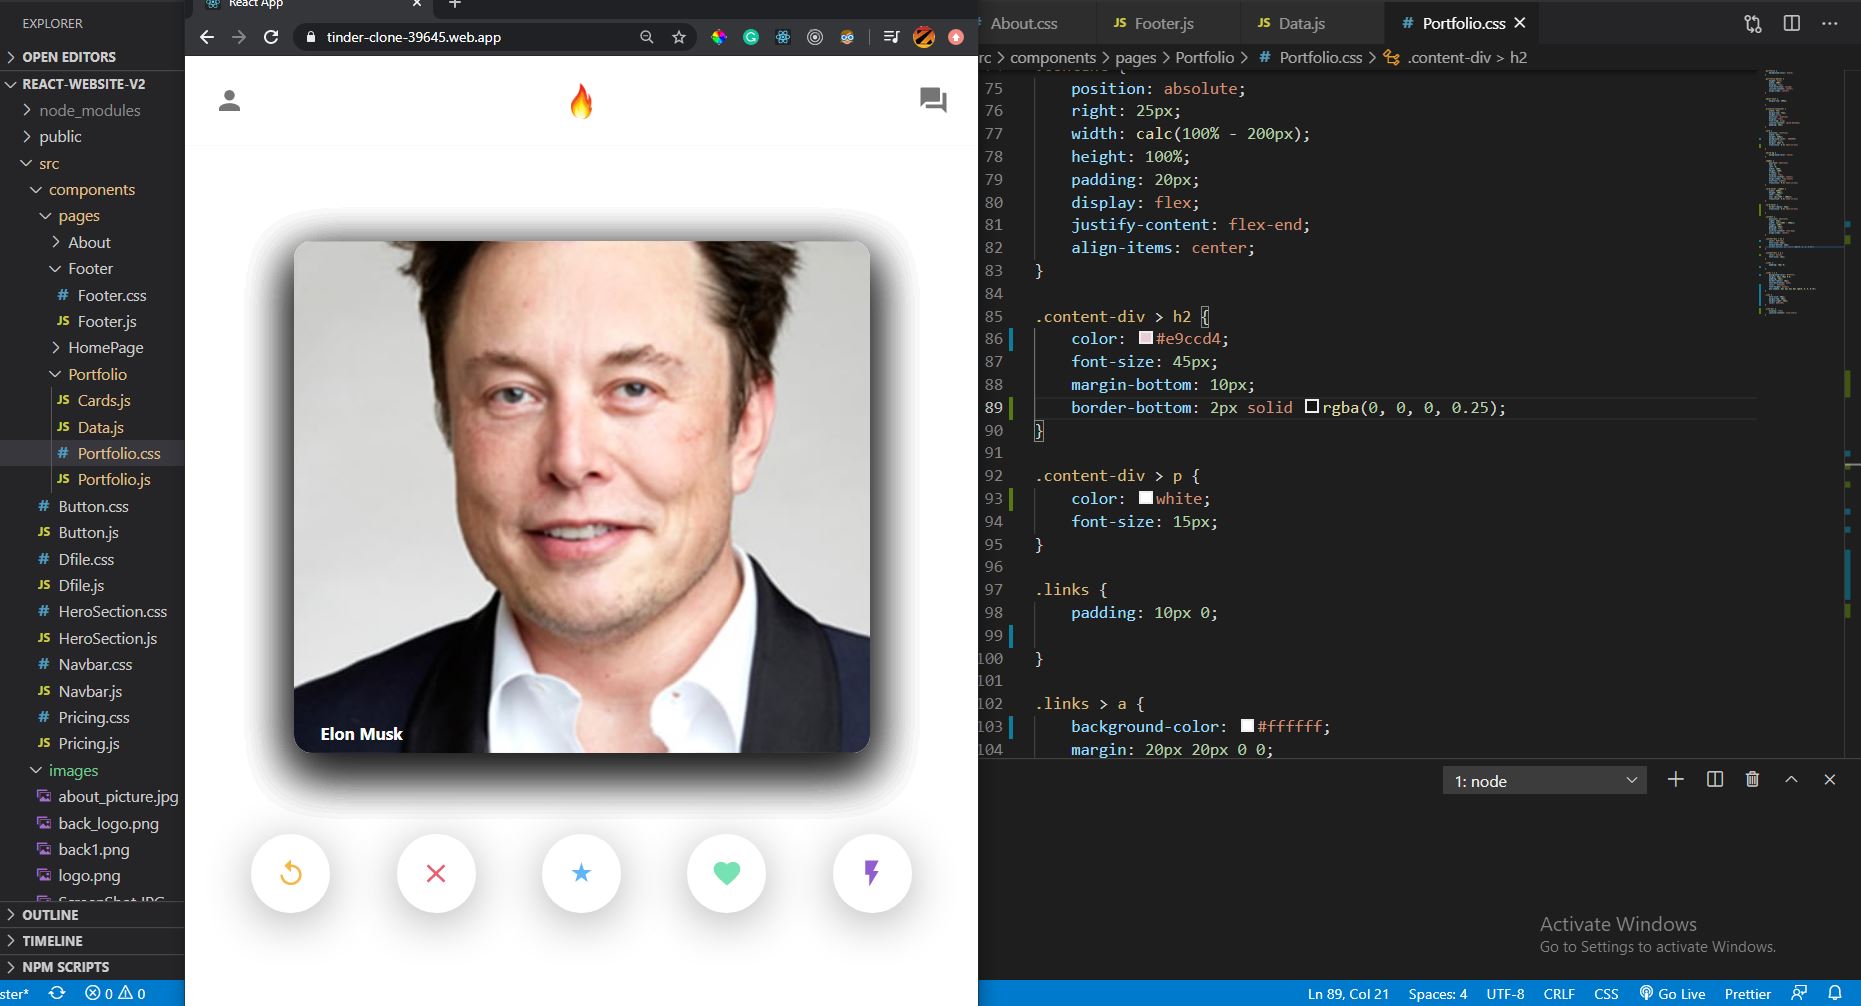 EXPLORER
OPEN EDITORS
REACT-WEBSITE-V2
node_modules
public
src
components
pages
About
Footer
Footer.css
Footer.js
HomePage
Portfolio
Cards.js
Data.js
Portfolio.css
Portfolio.js
Button.css
Button.js
Dfile.css
Dfile.js
HeroSection.css
HeroSection.js
Navbar.css
Navbar.js
Pricing.css
Pricing.js
images
about_picture.jpg
back_logo.png
back1.png
logo.png
ScreenShot.JPG
OUTLINE
TIMELINE
NPM SCRIPTS
ster* 0 0
React App
tinder-clone-39645.web.app
Elon Musk
About.css Footer.js Data.js Portfolio.css
rc > components > pages > Portfolio > # Portfolio.css > .content-div > h2
75 position: absolute;
76 right: 25px;
77 width: calc(100% - 200px);
78 height: 100%;
79 padding: 20px;
80 display: flex;
81 justify-content: flex-end;
82 align-items: center;
83 }
84
85 .content-div > h2 {
86 color: #e9ccd4;
87 font-size: 45px;
88 margin-bottom: 10px;
89 border-bottom: 2px solid rgba(0, 0, 0, 0.25);
90 }
91
92 .content-div > p {
93 color: white;
94 font-size: 15px;
95 }
96
97 .links {
98 padding: 10px 0;
99
100 }
101
102 .links > a {
103 background-color: #ffffff;
104 margin: 20px 20px 0 0;
1: node
Activate Windows
Go to Settings to activate Windows.
Ln 89, Col 21 Spaces: 4 UTF-8 CRLF CSS Go Live Prettier